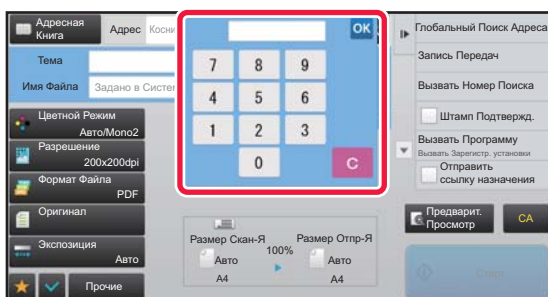 Адресная
Книга
Адрес
Косни
OK
Глобальный Поиск Адреса
Тема
Запись Передач
Имя Файла
Задано в Систем
Вызвать Номер Поиска
7 8 9
4 5 6
1 2 3
0 C
Цветной Режим
Авто/Mono2
Разрешение
200x200dpi
Формат Файла
PDF
Оригинал
Экспозиция
Авто
Прочие
Размер Скан-Я
100%
Размер Отпр-Я
Авто
Авто
A4
A4
Штамп Подтвержд.
Вызвать Программу
Вызвать Зарегистр. установки
Отправить
ссылку назначения
Предварит.
Просмотр
CA
Старт